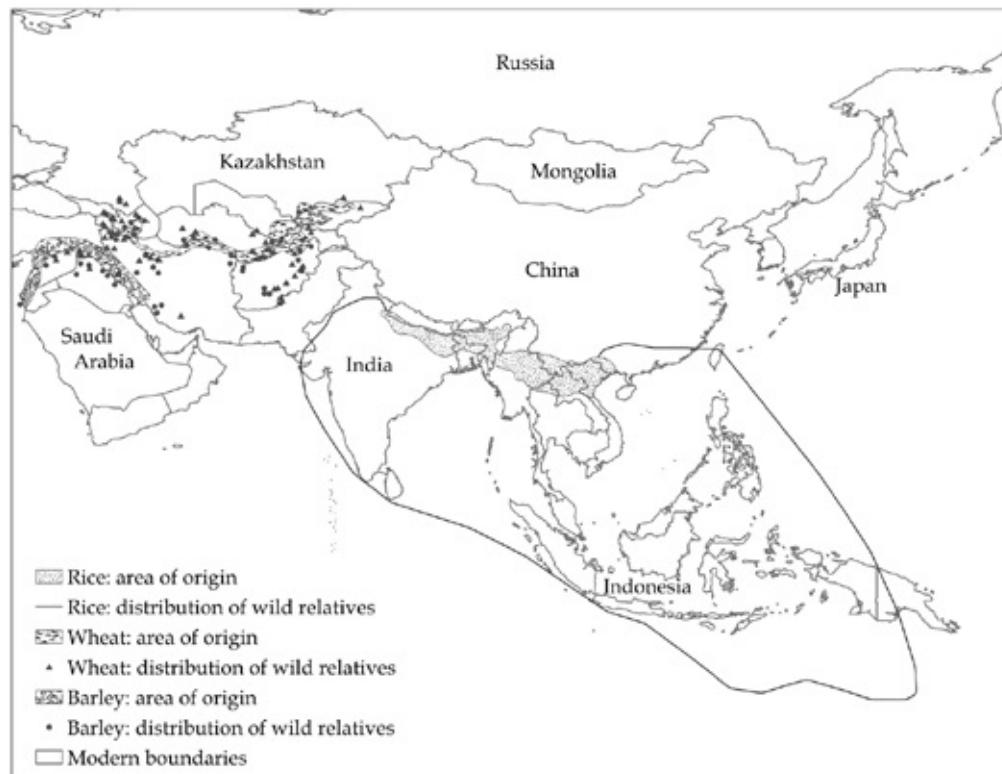 Russia
Kazakhstan
Mongolia
China
Japan
Saudi
Arabia
India
Indonesia
Rice: area of origin
Rice: distribution of wild relatives
Wheat: area of origin
Wheat: distribution of wild relatives
Barley: area of origin
Barley: distribution of wild relatives
Modern boundaries